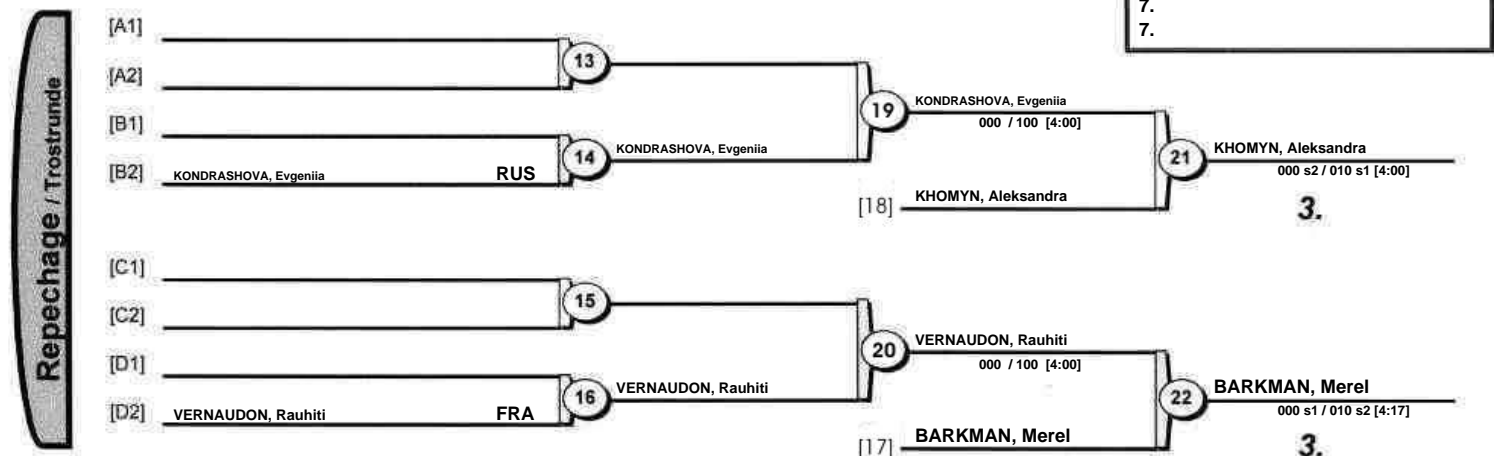 7.
7.
Repechage / Trostrunde
[A1]
[A2]
13
[B1]
[B2] KONDRASHOVA, Evgeniia RUS
14 KONDRASHOVA, Evgeniia
19 KONDRASHOVA, Evgeniia
000 / 100 [4:00]
[18] KHOMYN, Aleksandra
21 KHOMYN, Aleksandra
000 s2 / 010 s1 [4:00]
3.
[C1]
[C2]
15
[D1]
[D2] VERNAUDON, Rauhiti FRA
16 VERNAUDON, Rauhiti
20 VERNAUDON, Rauhiti
000 / 100 [4:00]
[17] BARKMAN, Merel
22 BARKMAN, Merel
000 s1 / 010 s2 [4:17]
3.